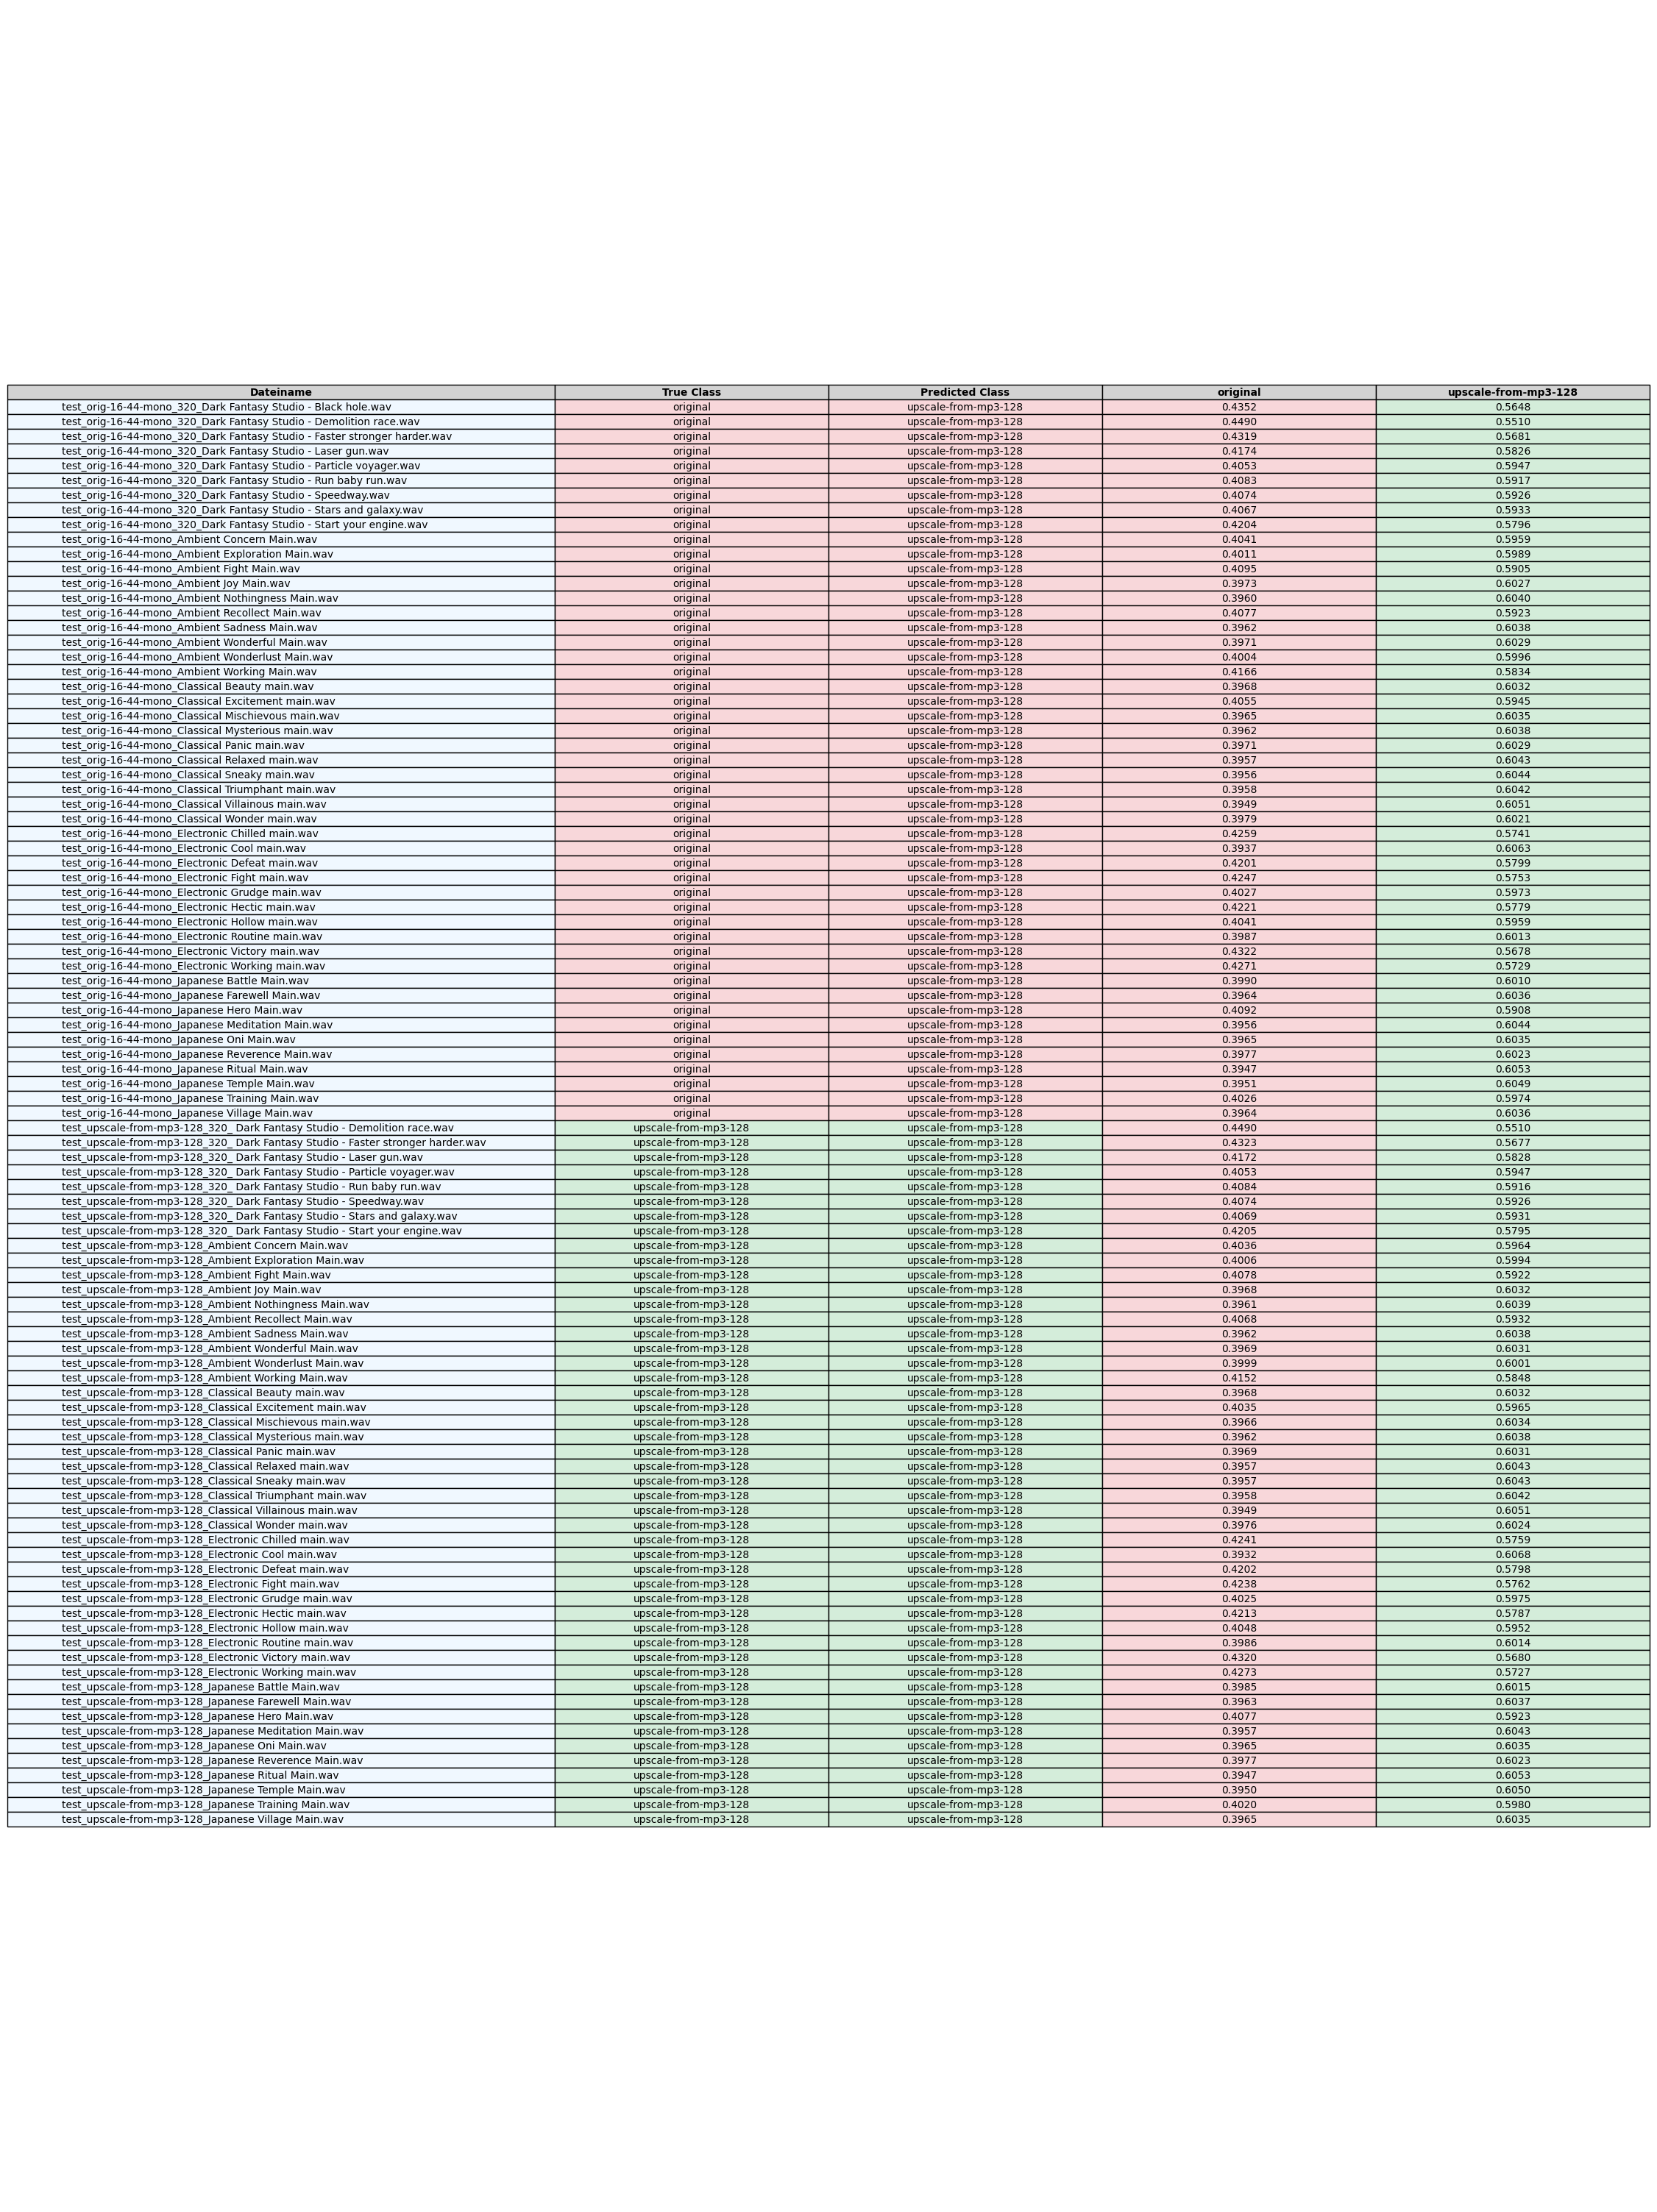 Dateiname True Class Predicted Class original upscale-from-mp3-128
test_orig-16-44-mono_320_Dark Fantasy Studio - Black hole.wav original upscale-from-mp3-128 0.4352 0.5648
test_orig-16-44-mono_320_Dark Fantasy Studio - Demolition race.wav original upscale-from-mp3-128 0.4490 0.5510
test_orig-16-44-mono_320_Dark Fantasy Studio - Faster stronger harder.wav original upscale-from-mp3-128 0.4319 0.5681
test_orig-16-44-mono_320_Dark Fantasy Studio - Laser gun.wav original upscale-from-mp3-128 0.4174 0.5826
test_orig-16-44-mono_320_Dark Fantasy Studio - Particle voyager.wav original upscale-from-mp3-128 0.4053 0.5947
test_orig-16-44-mono_320_Dark Fantasy Studio - Run baby run.wav original upscale-from-mp3-128 0.4083 0.5917
test_orig-16-44-mono_320_Dark Fantasy Studio - Speedway.wav original upscale-from-mp3-128 0.4074 0.5926
test_orig-16-44-mono_320_Dark Fantasy Studio - Stars and galaxy.wav original upscale-from-mp3-128 0.4067 0.5933
test_orig-16-44-mono_320_Dark Fantasy Studio - Start your engine.wav original upscale-from-mp3-128 0.4204 0.5796
test_orig-16-44-mono_Ambient Concern Main.wav original upscale-from-mp3-128 0.4041 0.5959
test_orig-16-44-mono_Ambient Exploration Main.wav original upscale-from-mp3-128 0.4011 0.5989
test_orig-16-44-mono_Ambient Fight Main.wav original upscale-from-mp3-128 0.4095 0.5905
test_orig-16-44-mono_Ambient Joy Main.wav original upscale-from-mp3-128 0.3973 0.6027
test_orig-16-44-mono_Ambient Nothingness Main.wav original upscale-from-mp3-128 0.3960 0.6040
test_orig-16-44-mono_Ambient Recollect Main.wav original upscale-from-mp3-128 0.4077 0.5923
test_orig-16-44-mono_Ambient Sadness Main.wav original upscale-from-mp3-128 0.3962 0.6038
test_orig-16-44-mono_Ambient Wonderful Main.wav original upscale-from-mp3-128 0.3971 0.6029
test_orig-16-44-mono_Ambient Wonderlust Main.wav original upscale-from-mp3-128 0.4004 0.5996
test_orig-16-44-mono_Ambient Working Main.wav original upscale-from-mp3-128 0.4166 0.5834
test_orig-16-44-mono_Classical Beauty main.wav original upscale-from-mp3-128 0.3968 0.6032
test_orig-16-44-mono_Classical Excitement main.wav original upscale-from-mp3-128 0.4055 0.5945
test_orig-16-44-mono_Classical Mischievous main.wav original upscale-from-mp3-128 0.3965 0.6035
test_orig-16-44-mono_Classical Mysterious main.wav original upscale-from-mp3-128 0.3962 0.6038
test_orig-16-44-mono_Classical Panic main.wav original upscale-from-mp3-128 0.3971 0.6029
test_orig-16-44-mono_Classical Relaxed main.wav original upscale-from-mp3-128 0.3957 0.6043
test_orig-16-44-mono_Classical Sneaky main.wav original upscale-from-mp3-128 0.3956 0.6044
test_orig-16-44-mono_Classical Triumphant main.wav original upscale-from-mp3-128 0.3958 0.6042
test_orig-16-44-mono_Classical Villainous main.wav original upscale-from-mp3-128 0.3949 0.6051
test_orig-16-44-mono_Classical Wonder main.wav original upscale-from-mp3-128 0.3979 0.6021
test_orig-16-44-mono_Electronic Chilled main.wav original upscale-from-mp3-128 0.4259 0.5741
test_orig-16-44-mono_Electronic Cool main.wav original upscale-from-mp3-128 0.3937 0.6063
test_orig-16-44-mono_Electronic Defeat main.wav original upscale-from-mp3-128 0.4201 0.5799
test_orig-16-44-mono_Electronic Fight main.wav original upscale-from-mp3-128 0.4247 0.5753
test_orig-16-44-mono_Electronic Grudge main.wav original upscale-from-mp3-128 0.4027 0.5973
test_orig-16-44-mono_Electronic Hectic main.wav original upscale-from-mp3-128 0.4221 0.5779
test_orig-16-44-mono_Electronic Hollow main.wav original upscale-from-mp3-128 0.4041 0.5959
test_orig-16-44-mono_Electronic Routine main.wav original upscale-from-mp3-128 0.3987 0.6013
test_orig-16-44-mono_Electronic Victory main.wav original upscale-from-mp3-128 0.4322 0.5678
test_orig-16-44-mono_Electronic Working main.wav original upscale-from-mp3-128 0.4271 0.5729
test_orig-16-44-mono_Japanese Battle Main.wav original upscale-from-mp3-128 0.3990 0.6010
test_orig-16-44-mono_Japanese Farewell Main.wav original upscale-from-mp3-128 0.3964 0.6036
test_orig-16-44-mono_Japanese Hero Main.wav original upscale-from-mp3-128 0.4092 0.5908
test_orig-16-44-mono_Japanese Meditation Main.wav original upscale-from-mp3-128 0.3956 0.6044
test_orig-16-44-mono_Japanese Oni Main.wav original upscale-from-mp3-128 0.3965 0.6035
test_orig-16-44-mono_Japanese Reverence Main.wav original upscale-from-mp3-128 0.3977 0.6023
test_orig-16-44-mono_Japanese Ritual Main.wav original upscale-from-mp3-128 0.3947 0.6053
test_orig-16-44-mono_Japanese Temple Main.wav original upscale-from-mp3-128 0.3951 0.6049
test_orig-16-44-mono_Japanese Training Main.wav original upscale-from-mp3-128 0.4026 0.5974
test_orig-16-44-mono_Japanese Village Main.wav original upscale-from-mp3-128 0.3964 0.6036
test_upscale-from-mp3-128_320_ Dark Fantasy Studio - Demolition race.wav upscale-from-mp3-128 upscale-from-mp3-128 0.4490 0.5510
test_upscale-from-mp3-128_320_ Dark Fantasy Studio - Faster stronger harder.wav upscale-from-mp3-128 upscale-from-mp3-128 0.4323 0.5677
test_upscale-from-mp3-128_320_ Dark Fantasy Studio - Laser gun.wav upscale-from-mp3-128 upscale-from-mp3-128 0.4172 0.5828
test_upscale-from-mp3-128_320_ Dark Fantasy Studio - Particle voyager.wav upscale-from-mp3-128 upscale-from-mp3-128 0.4053 0.5947
test_upscale-from-mp3-128_320_ Dark Fantasy Studio - Run baby run.wav upscale-from-mp3-128 upscale-from-mp3-128 0.4084 0.5916
test_upscale-from-mp3-128_320_ Dark Fantasy Studio - Speedway.wav upscale-from-mp3-128 upscale-from-mp3-128 0.4074 0.5926
test_upscale-from-mp3-128_320_ Dark Fantasy Studio - Stars and galaxy.wav upscale-from-mp3-128 upscale-from-mp3-128 0.4069 0.5931
test_upscale-from-mp3-128_320_ Dark Fantasy Studio - Start your engine.wav upscale-from-mp3-128 upscale-from-mp3-128 0.4205 0.5795
test_upscale-from-mp3-128_Ambient Concern Main.wav upscale-from-mp3-128 upscale-from-mp3-128 0.4036 0.5964
test_upscale-from-mp3-128_Ambient Exploration Main.wav upscale-from-mp3-128 upscale-from-mp3-128 0.4006 0.5994
test_upscale-from-mp3-128_Ambient Fight Main.wav upscale-from-mp3-128 upscale-from-mp3-128 0.4078 0.5922
test_upscale-from-mp3-128_Ambient Joy Main.wav upscale-from-mp3-128 upscale-from-mp3-128 0.3968 0.6032
test_upscale-from-mp3-128_Ambient Nothingness Main.wav upscale-from-mp3-128 upscale-from-mp3-128 0.3961 0.6039
test_upscale-from-mp3-128_Ambient Recollect Main.wav upscale-from-mp3-128 upscale-from-mp3-128 0.4068 0.5932
test_upscale-from-mp3-128_Ambient Sadness Main.wav upscale-from-mp3-128 upscale-from-mp3-128 0.3962 0.6038
test_upscale-from-mp3-128_Ambient Wonderful Main.wav upscale-from-mp3-128 upscale-from-mp3-128 0.3969 0.6031
test_upscale-from-mp3-128_Ambient Wonderlust Main.wav upscale-from-mp3-128 upscale-from-mp3-128 0.3999 0.6001
test_upscale-from-mp3-128_Ambient Working Main.wav upscale-from-mp3-128 upscale-from-mp3-128 0.4152 0.5848
test_upscale-from-mp3-128_Classical Beauty main.wav upscale-from-mp3-128 upscale-from-mp3-128 0.3968 0.6032
test_upscale-from-mp3-128_Classical Excitement main.wav upscale-from-mp3-128 upscale-from-mp3-128 0.4035 0.5965
test_upscale-from-mp3-128_Classical Mischievous main.wav upscale-from-mp3-128 upscale-from-mp3-128 0.3966 0.6034
test_upscale-from-mp3-128_Classical Mysterious main.wav upscale-from-mp3-128 upscale-from-mp3-128 0.3962 0.6038
test_upscale-from-mp3-128_Classical Panic main.wav upscale-from-mp3-128 upscale-from-mp3-128 0.3969 0.6031
test_upscale-from-mp3-128_Classical Relaxed main.wav upscale-from-mp3-128 upscale-from-mp3-128 0.3957 0.6043
test_upscale-from-mp3-128_Classical Sneaky main.wav upscale-from-mp3-128 upscale-from-mp3-128 0.3957 0.6043
test_upscale-from-mp3-128_Classical Triumphant main.wav upscale-from-mp3-128 upscale-from-mp3-128 0.3958 0.6042
test_upscale-from-mp3-128_Classical Villainous main.wav upscale-from-mp3-128 upscale-from-mp3-128 0.3949 0.6051
test_upscale-from-mp3-128_Classical Wonder main.wav upscale-from-mp3-128 upscale-from-mp3-128 0.3976 0.6024
test_upscale-from-mp3-128_Electronic Chilled main.wav upscale-from-mp3-128 upscale-from-mp3-128 0.4241 0.5759
test_upscale-from-mp3-128_Electronic Cool main.wav upscale-from-mp3-128 upscale-from-mp3-128 0.3932 0.6068
test_upscale-from-mp3-128_Electronic Defeat main.wav upscale-from-mp3-128 upscale-from-mp3-128 0.4202 0.5798
test_upscale-from-mp3-128_Electronic Fight main.wav upscale-from-mp3-128 upscale-from-mp3-128 0.4238 0.5762
test_upscale-from-mp3-128_Electronic Grudge main.wav upscale-from-mp3-128 upscale-from-mp3-128 0.4025 0.5975
test_upscale-from-mp3-128_Electronic Hectic main.wav upscale-from-mp3-128 upscale-from-mp3-128 0.4213 0.5787
test_upscale-from-mp3-128_Electronic Hollow main.wav upscale-from-mp3-128 upscale-from-mp3-128 0.4048 0.5952
test_upscale-from-mp3-128_Electronic Routine main.wav upscale-from-mp3-128 upscale-from-mp3-128 0.3986 0.6014
test_upscale-from-mp3-128_Electronic Victory main.wav upscale-from-mp3-128 upscale-from-mp3-128 0.4320 0.5680
test_upscale-from-mp3-128_Electronic Working main.wav upscale-from-mp3-128 upscale-from-mp3-128 0.4273 0.5727
test_upscale-from-mp3-128_Japanese Battle Main.wav upscale-from-mp3-128 upscale-from-mp3-128 0.3985 0.6015
test_upscale-from-mp3-128_Japanese Farewell Main.wav upscale-from-mp3-128 upscale-from-mp3-128 0.3963 0.6037
test_upscale-from-mp3-128_Japanese Hero Main.wav upscale-from-mp3-128 upscale-from-mp3-128 0.4077 0.5923
test_upscale-from-mp3-128_Japanese Meditation Main.wav upscale-from-mp3-128 upscale-from-mp3-128 0.3957 0.6043
test_upscale-from-mp3-128_Japanese Oni Main.wav upscale-from-mp3-128 upscale-from-mp3-128 0.3965 0.6035
test_upscale-from-mp3-128_Japanese Reverence Main.wav upscale-from-mp3-128 upscale-from-mp3-128 0.3977 0.6023
test_upscale-from-mp3-128_Japanese Ritual Main.wav upscale-from-mp3-128 upscale-from-mp3-128 0.3947 0.6053
test_upscale-from-mp3-128_Japanese Temple Main.wav upscale-from-mp3-128 upscale-from-mp3-128 0.3950 0.6050
test_upscale-from-mp3-128_Japanese Training Main.wav upscale-from-mp3-128 upscale-from-mp3-128 0.4020 0.5980
test_upscale-from-mp3-128_Japanese Village Main.wav upscale-from-mp3-128 upscale-from-mp3-128 0.3965 0.6035